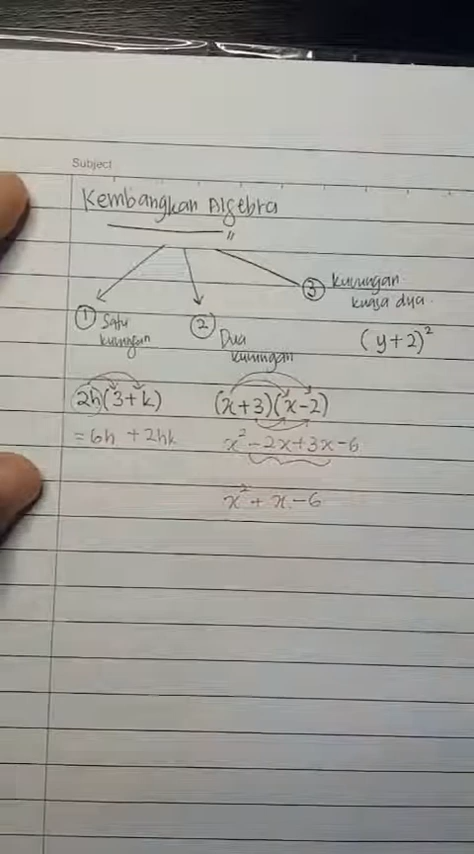 Subject
Kembangkan Algebra
① Satu
kurungan
② Dua
kurungan
③ kurungan
kuasa dua.
2h(3+k)
= 6h + 2hk
(x+3)(x-2)
x² - 2x + 3x - 6
x² + x - 6
(y+2)²